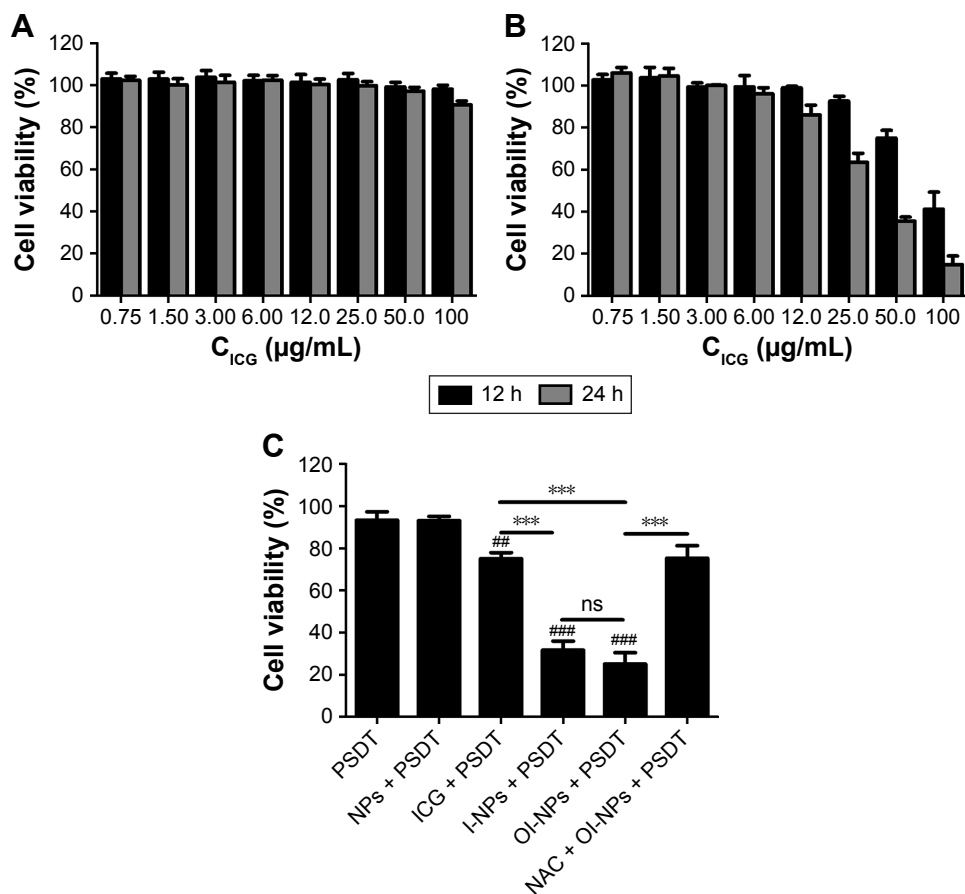 A
120
100
80
60
40
20
0
Cell viability (%)
0.75 1.50 3.00 6.00 12.0 25.0 50.0 100
C_ICG (µg/mL)
B
120
100
80
60
40
20
0
Cell viability (%)
0.75 1.50 3.00 6.00 12.0 25.0 50.0 100
C_ICG (µg/mL)
12 h 24 h
C
120
100
80
60
40
20
0
Cell viability (%)
***
*** ***
##
ns
### ###
PSDT
NPs + PSDT
ICG + PSDT
I-NPs + PSDT
OI-NPs + PSDT
NAC + OI-NPs + PSDT